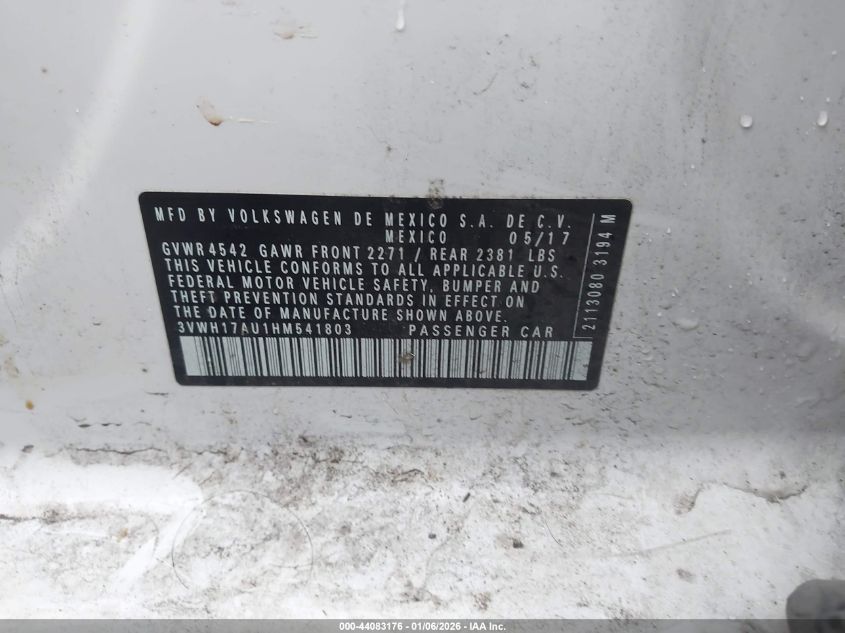 MFD BY VOLKSWAGEN DE MEXICO S.A. DE C.V.
MEXICO 05/17
GVWR 4542 GAWR FRONT 2271 / REAR 2381 LBS
THIS VEHICLE CONFORMS TO ALL APPLICABLE U.S.
FEDERAL MOTOR VEHICLE SAFETY, BUMPER AND
THEFT PREVENTION STANDARDS IN EFFECT ON
THE DATE OF MANUFACTURE SHOWN ABOVE.
3VWH17AU1HM541803 PASSENGER CAR
2113080 3194 M
000-44083176 - 01/06/2026 - IAA Inc.